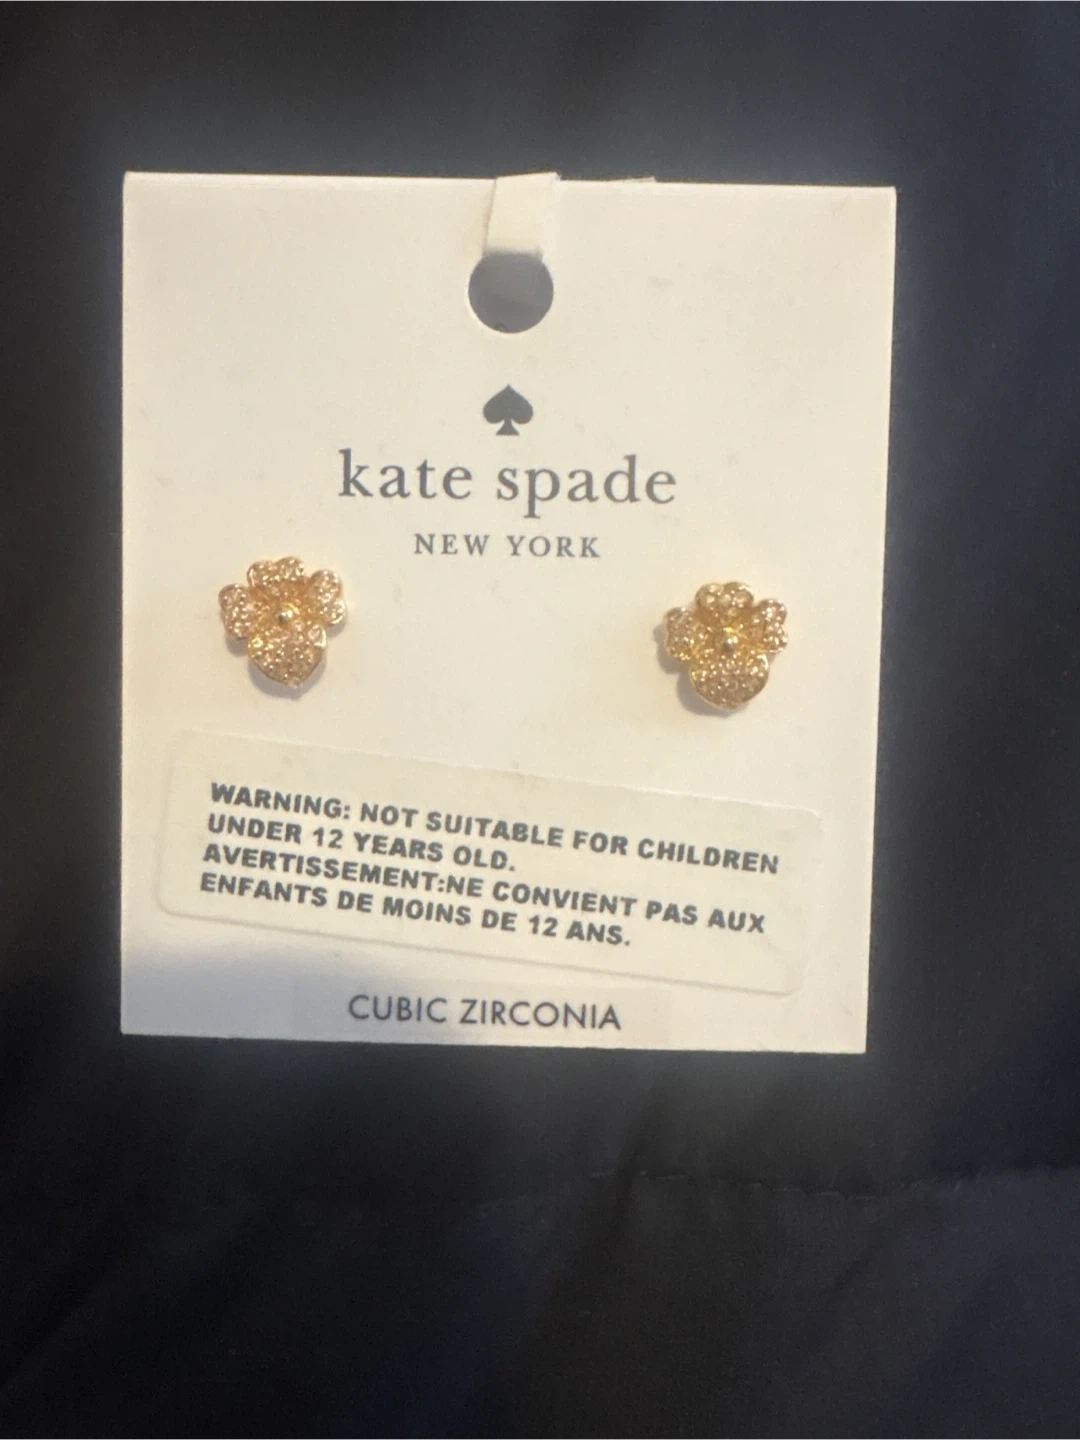 kate spade
NEW YORK
WARNING: NOT SUITABLE FOR CHILDREN
UNDER 12 YEARS OLD.
AVERTISSEMENT:NE CONVIENT PAS AUX
ENFANTS DE MOINS DE 12 ANS.
CUBIC ZIRCONIA